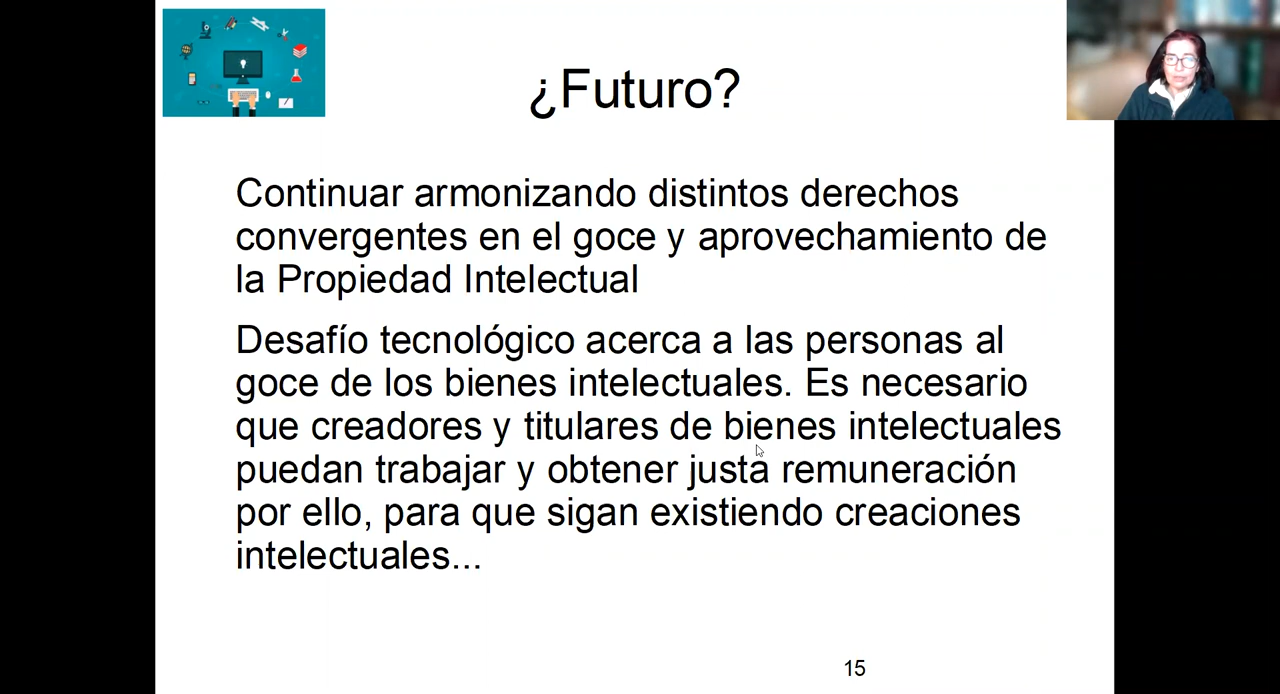 ¿Futuro?
Continuar armonizando distintos derechos
convergentes en el goce y aprovechamiento de
la Propiedad Intelectual
Desafío tecnológico acerca a las personas al
goce de los bienes intelectuales. Es necesario
que creadores y titulares de bienes intelectuales
puedan trabajar y obtener justa remuneración
por ello, para que sigan existiendo creaciones
intelectuales...
15